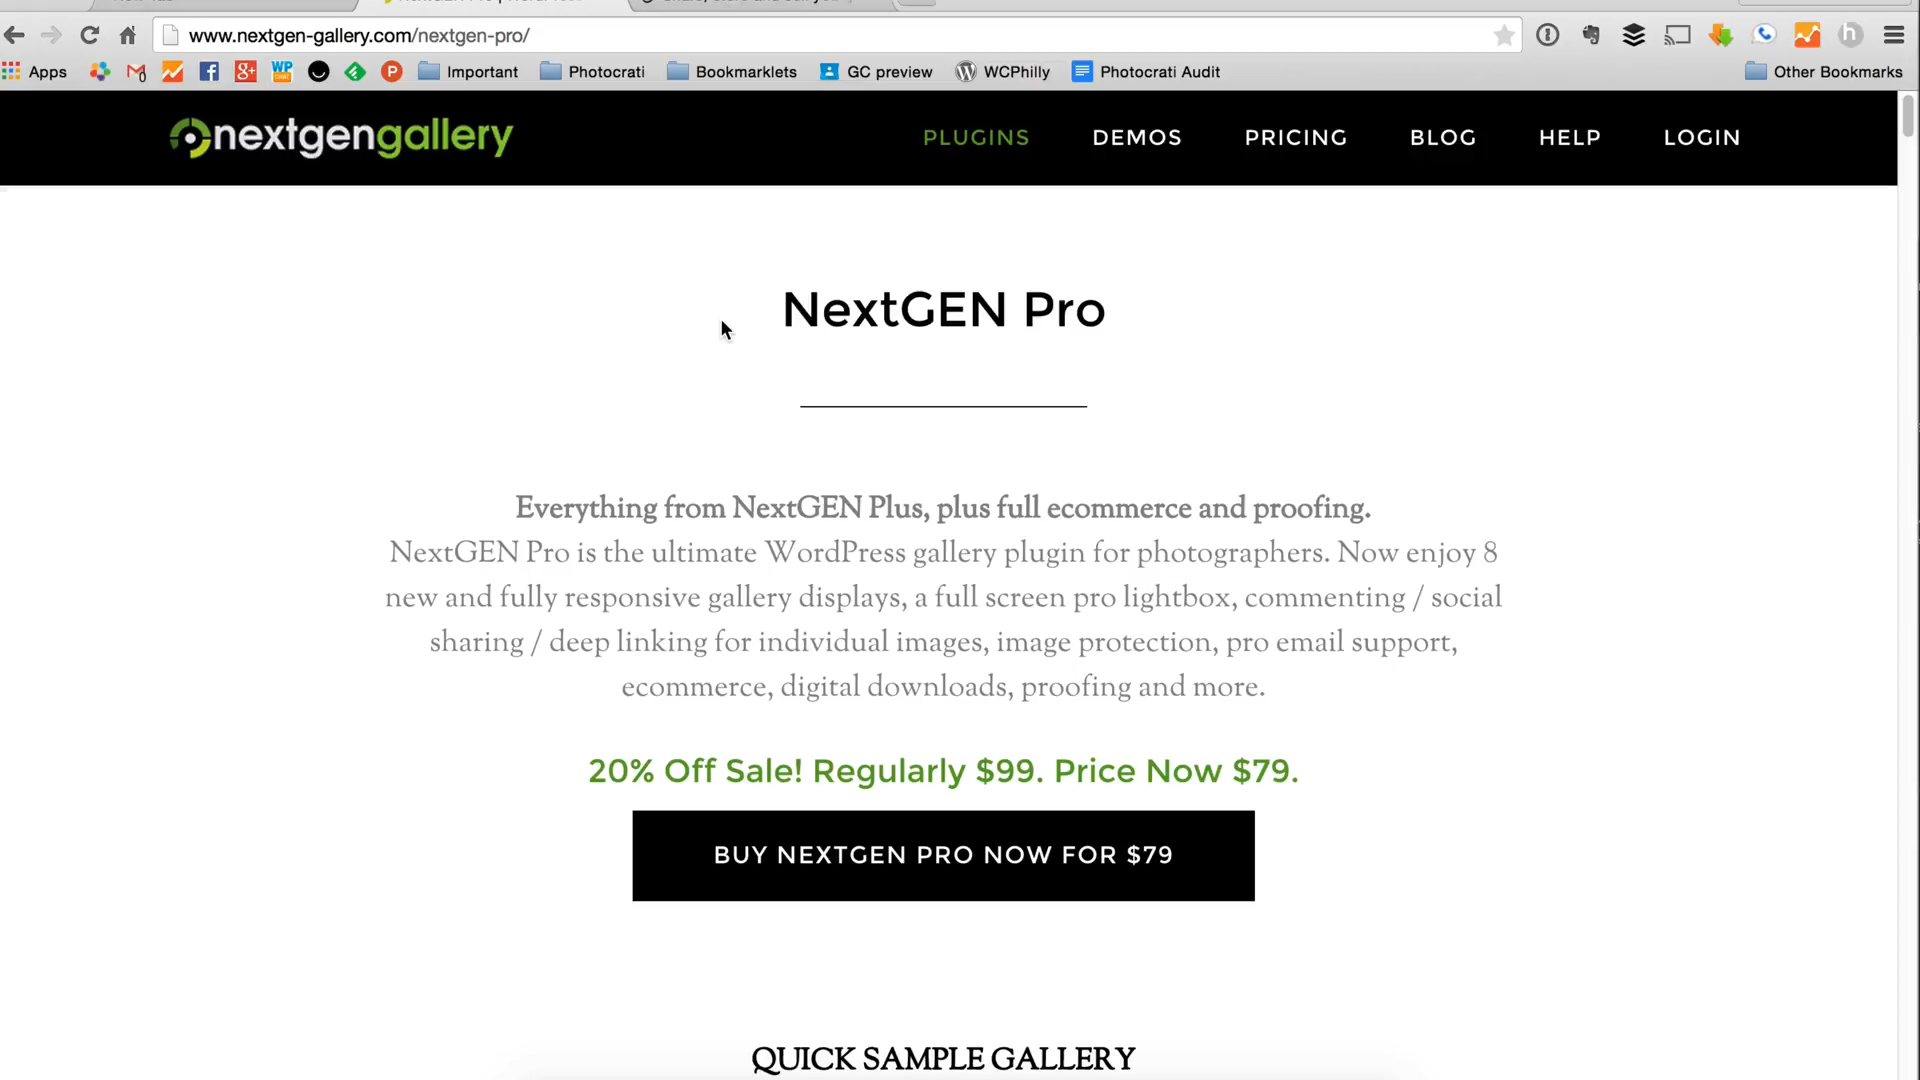 www.nextgen-gallery.com/nextgen-pro/
Apps
Important
Photocrati
Bookmarklets
GC preview
WCPhilly
Photocrati Audit
Other Bookmarks
nextgengallery
PLUGINS
DEMOS
PRICING
BLOG
HELP
LOGIN
NextGEN Pro
Everything from NextGEN Plus, plus full ecommerce and proofing.
NextGEN Pro is the ultimate WordPress gallery plugin for photographers. Now enjoy 8
new and fully responsive gallery displays, a full screen pro lightbox, commenting / social
sharing / deep linking for individual images, image protection, pro email support,
ecommerce, digital downloads, proofing and more.
20% Off Sale! Regularly $99. Price Now $79.
BUY NEXTGEN PRO NOW FOR $79
QUICK SAMPLE GALLERY